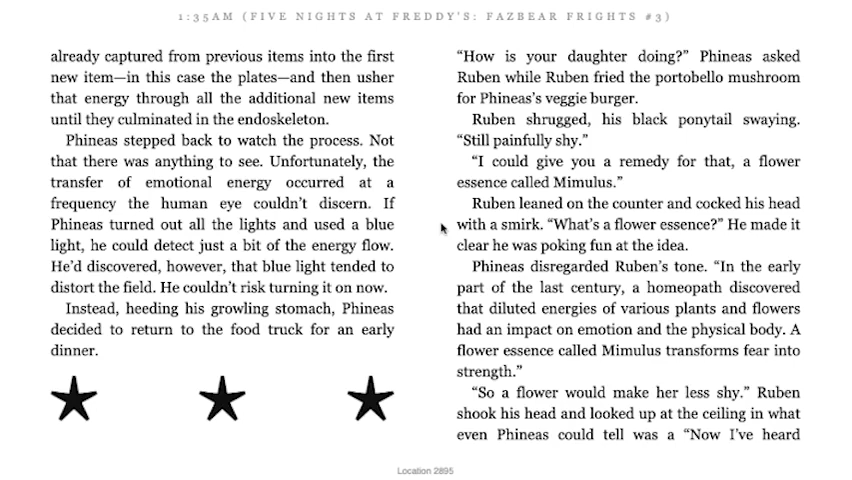 1:35AM (FIVE NIGHTS AT FREDDY'S: FAZBEAR FRIGHTS #3)
already captured from previous items into the first
new item—in this case the plates—and then usher
that energy through all the additional new items
until they culminated in the endoskeleton.
Phineas stepped back to watch the process. Not
that there was anything to see. Unfortunately, the
transfer of emotional energy occurred at a
frequency the human eye couldn’t discern. If
Phineas turned out all the lights and used a blue
light, he could detect just a bit of the energy flow.
He’d discovered, however, that blue light tended to
distort the field. He couldn’t risk turning it on now.
Instead, heeding his growling stomach, Phineas
decided to return to the food truck for an early
dinner.
“How is your daughter doing?” Phineas asked
Ruben while Ruben fried the portobello mushroom
for Phineas’s veggie burger.
Ruben shrugged, his black ponytail swaying.
“Still painfully shy.”
“I could give you a remedy for that, a flower
essence called Mimulus.”
Ruben leaned on the counter and cocked his head
with a smirk. “What’s a flower essence?” He made it
clear he was poking fun at the idea.
Phineas disregarded Ruben’s tone. “In the early
part of the last century, a homeopath discovered
that diluted energies of various plants and flowers
had an impact on emotion and the physical body. A
flower essence called Mimulus transforms fear into
strength.”
“So a flower would make her less shy.” Ruben
shook his head and looked up at the ceiling in what
even Phineas could tell was a “Now I’ve heard
Location 2895